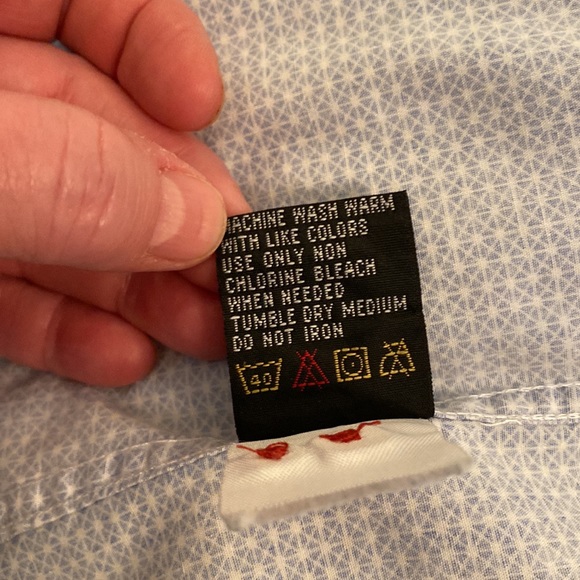 MACHINE WASH WARM
WITH LIKE COLORS
USE ONLY NON
CHLORINE BLEACH
WHEN NEEDED
TUMBLE DRY MEDIUM
DO NOT IRON
40